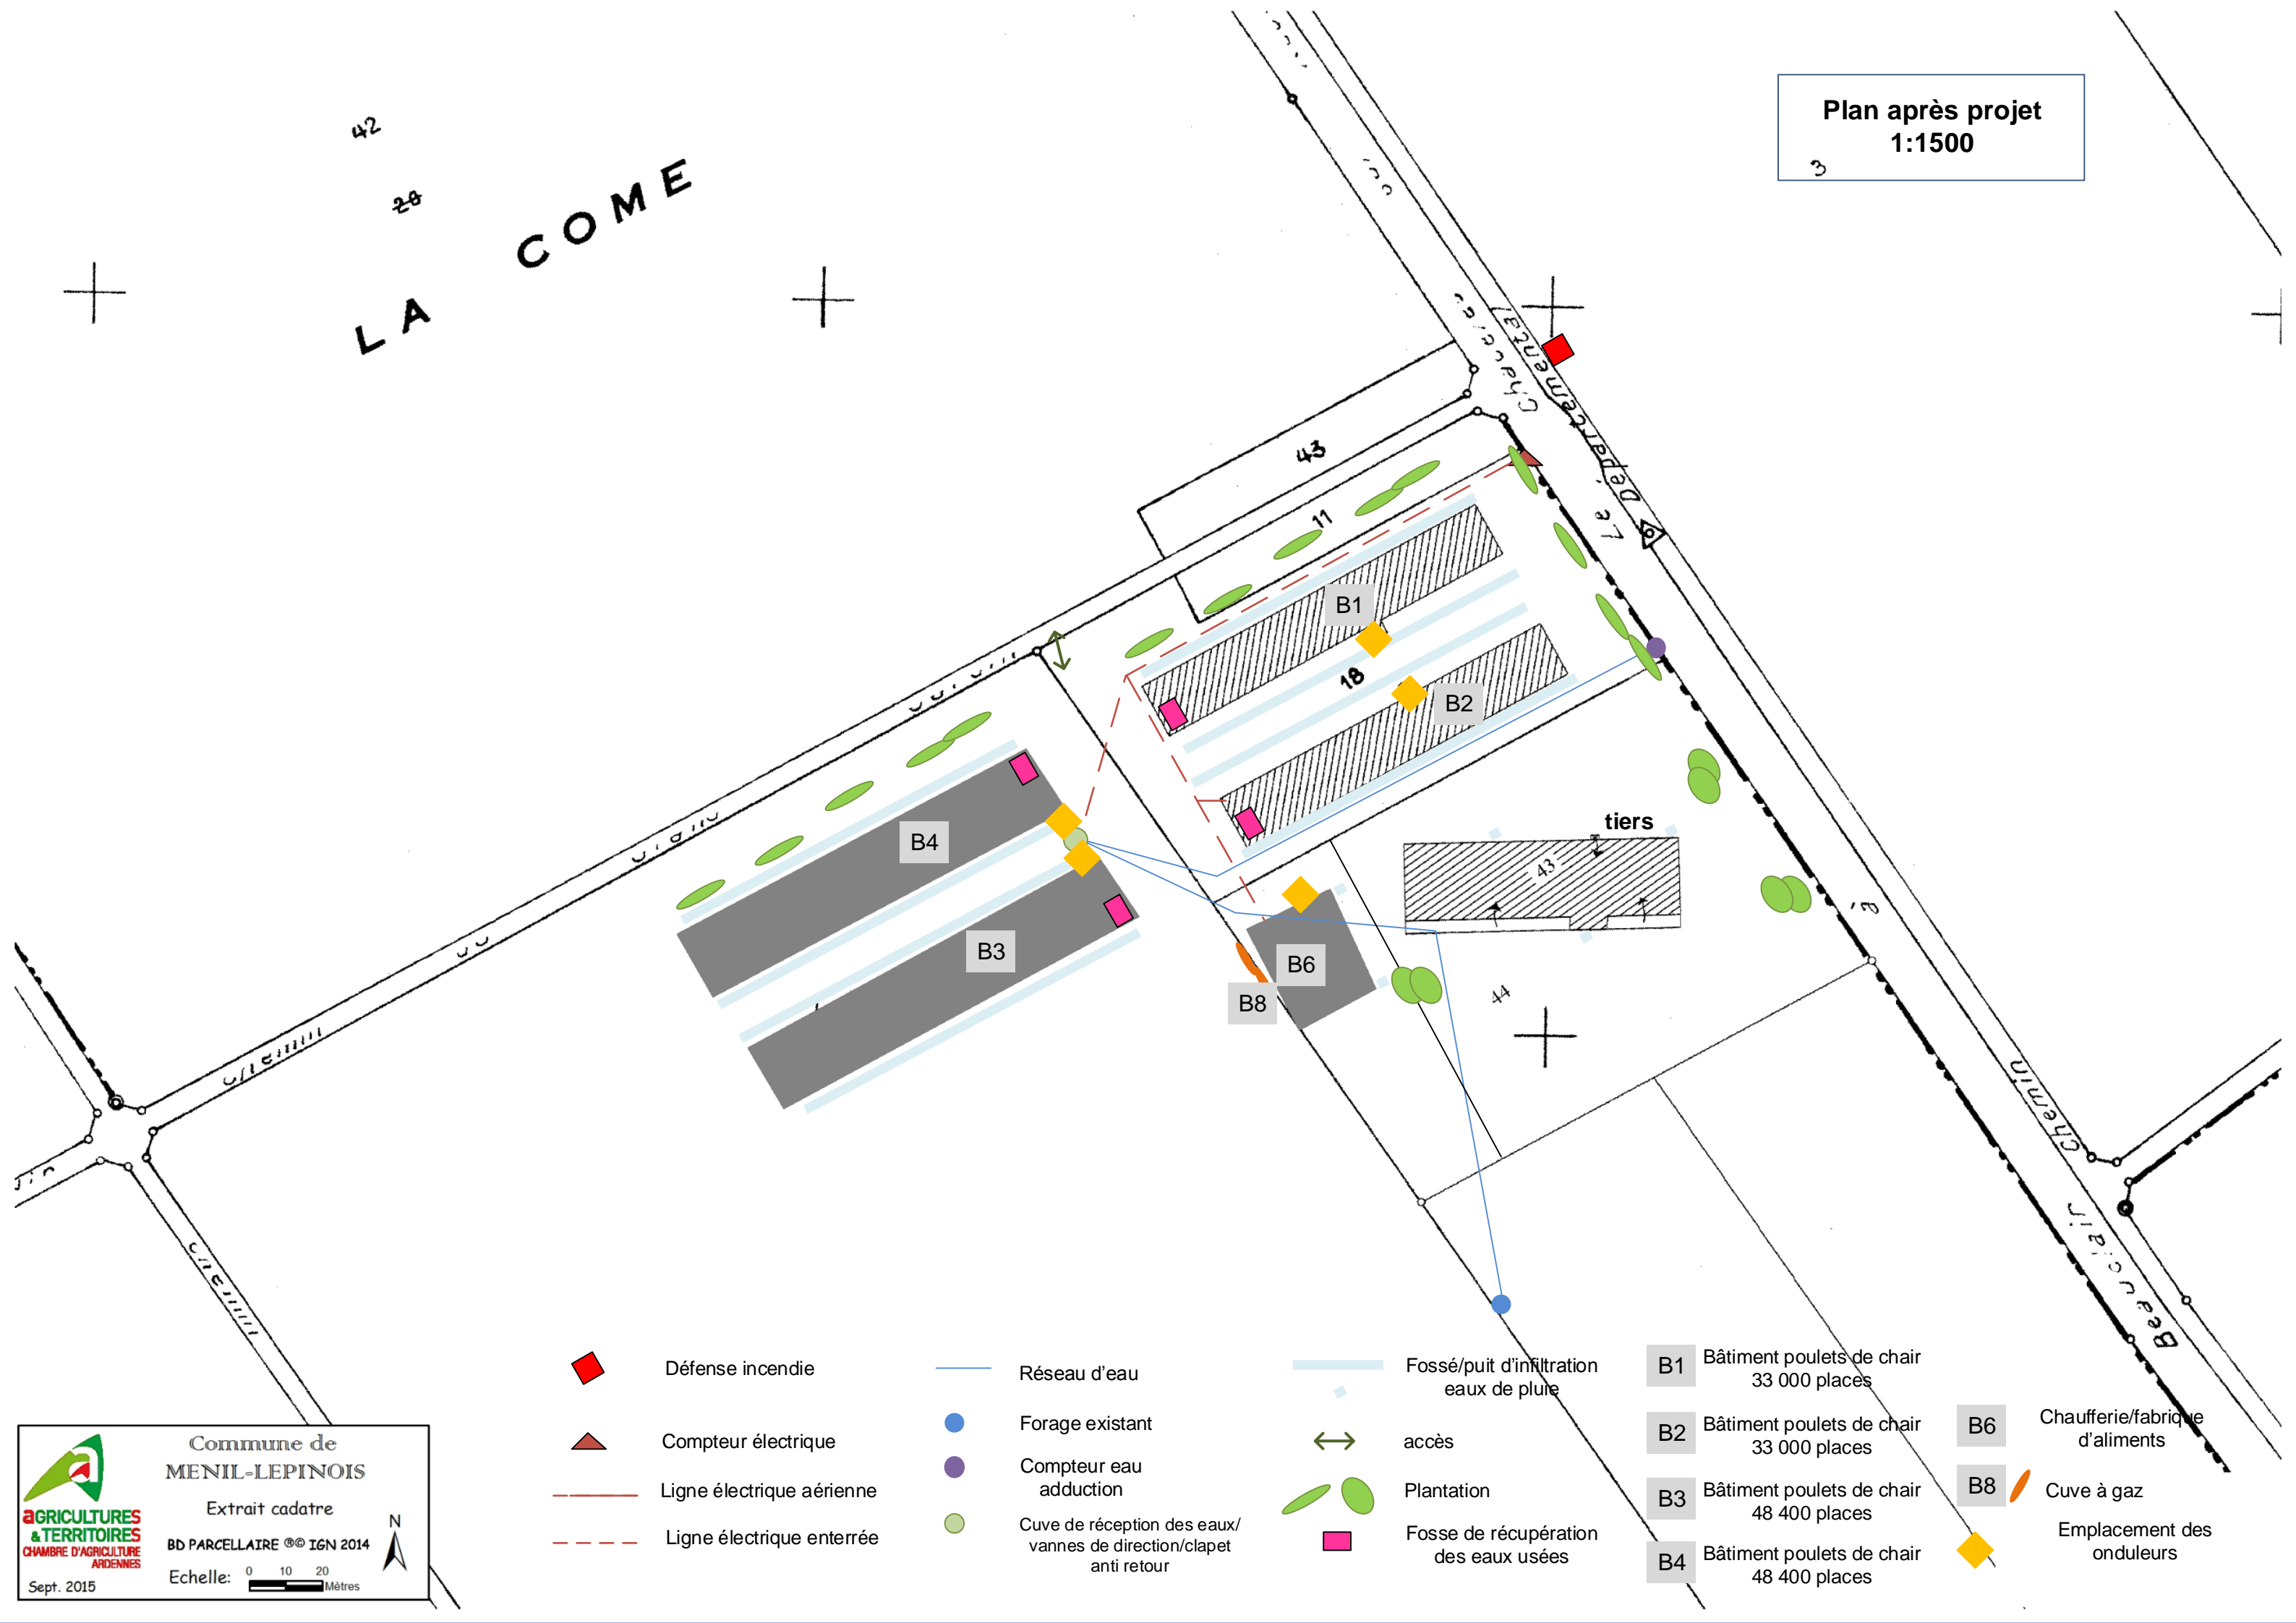 Plan après projet
1:1500
3
42
20
LA COME
43
11
18
B1
B2
B4
B3
B6
B8
tiers
43
44
Le Départemental
à
Chemin
Beauclair
chemin
Défense incendie
Compteur électrique
Ligne électrique aérienne
Ligne électrique enterrée
Réseau d'eau
Forage existant
Compteur eau
adduction
Cuve de réception des eaux/
vannes de direction/clapet
anti retour
Fossé/puit d'infiltration
eaux de pluie
accès
Plantation
Fosse de récupération
des eaux usées
B1 Bâtiment poulets de chair
33 000 places
B2 Bâtiment poulets de chair
33 000 places
B3 Bâtiment poulets de chair
48 400 places
B4 Bâtiment poulets de chair
48 400 places
B6 Chaufferie/fabrique
d'aliments
B8 Cuve à gaz
Emplacement des
onduleurs
Commune de
MENIL-LEPINOIS
Extrait cadatre
BD PARCELLAIRE ®© IGN 2014
Echelle: 0 10 20
Mètres
N
aGRICULTURES
& TERRITOIRES
CHAMBRE D'AGRICULTURE
ARDENNES
Sept. 2015